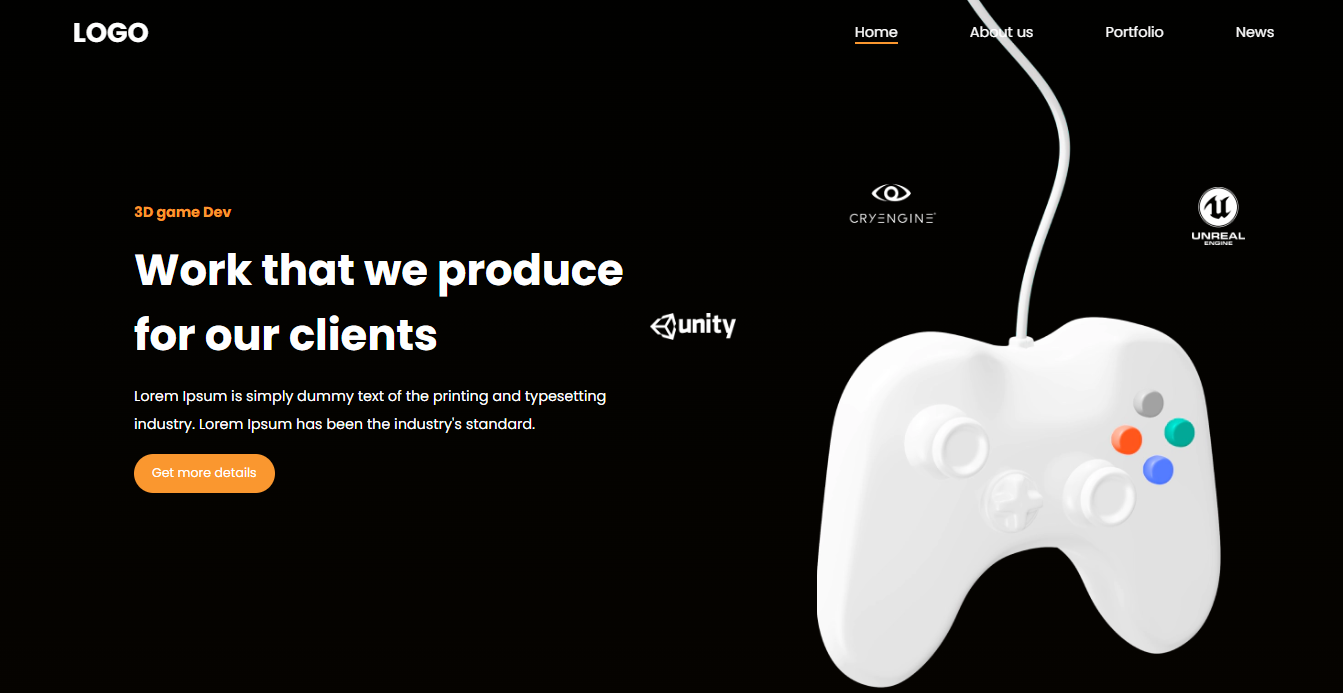 LOGO
Home
About us
Portfolio
News
CRYENGINE
UNREAL
ENGINE
3D game Dev
Work that we produce
for our clients
unity
Lorem Ipsum is simply dummy text of the printing and typesetting
industry. Lorem Ipsum has been the industry's standard.
Get more details